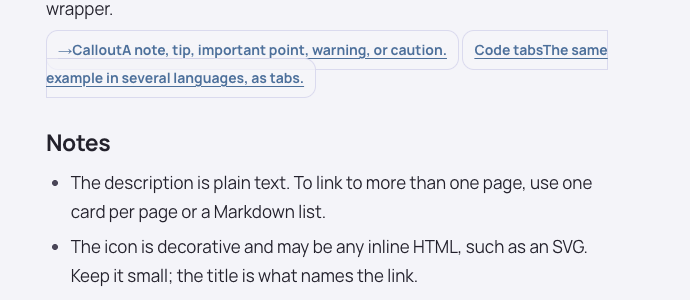 wrapper.
→CalloutA note, tip, important point, warning, or caution. Code tabsThe same
example in several languages, as tabs.
Notes
• The description is plain text. To link to more than one page, use one
card per page or a Markdown list.
• The icon is decorative and may be any inline HTML, such as an SVG.
Keep it small; the title is what names the link.